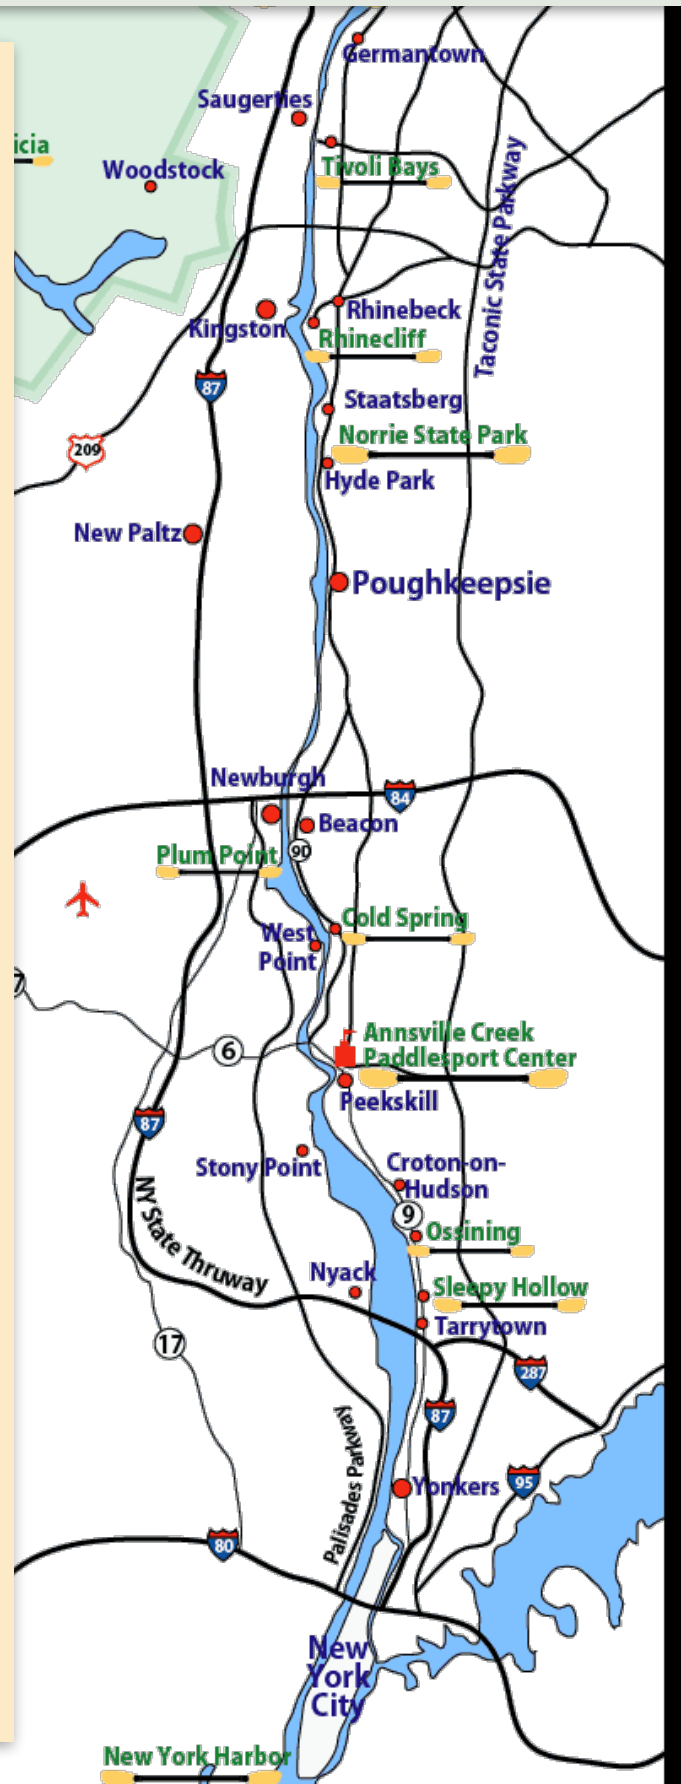 Germantown
Saugerties
icia
Woodstock
Tivoli Bays
Taconic State Parkway
Rhinebeck
Kingston
Rhinecliff
87
Staatsberg
209
Norrie State Park
Hyde Park
New Paltz
Poughkeepsie
Newburgh
84
Beacon
9D
Plum Point
Cold Spring
West
Point
7
Annsville Creek
Paddlesport Center
6
Peekskill
87
Stony Point
Croton-on-
Hudson
9
NY State Thruway
Ossining
Nyack
Sleepy Hollow
Tarrytown
17
287
87
Palisades Parkway
95
Yonkers
80
New
York
City
New York Harbor